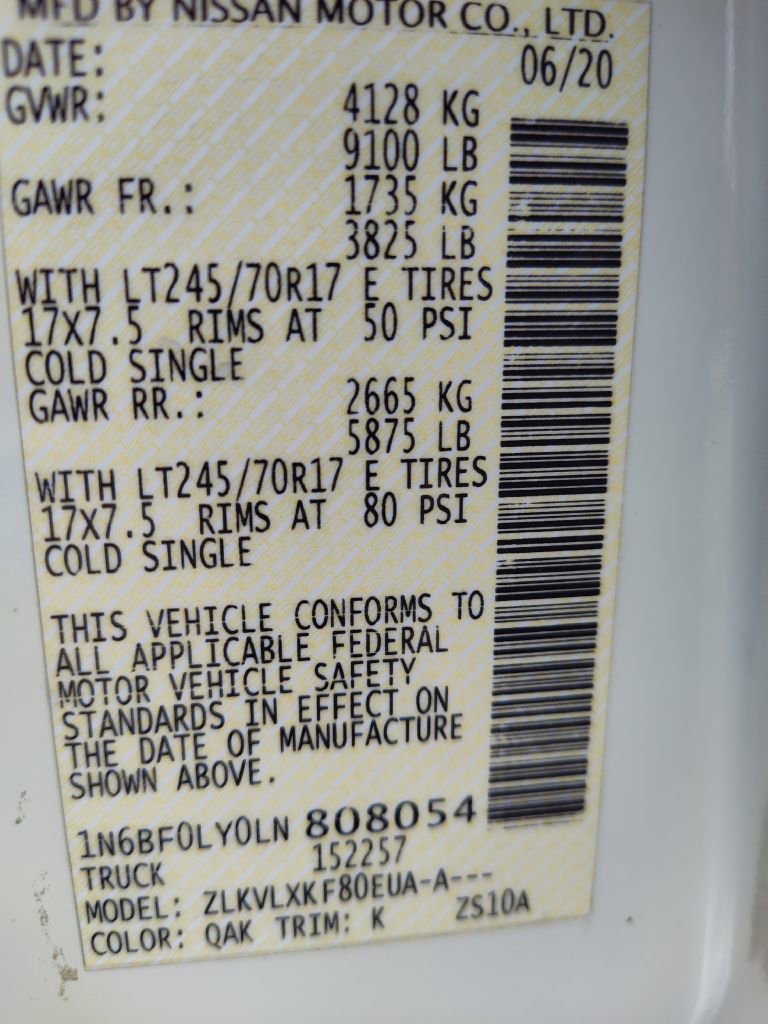 MFD BY NISSAN MOTOR CO., LTD.
DATE: 06/20
GVWR: 4128 KG
9100 LB
GAWR FR.: 1735 KG
3825 LB
WITH LT245/70R17 E TIRES
17X7.5 RIMS AT 50 PSI
COLD SINGLE
GAWR RR.: 2665 KG
5875 LB
WITH LT245/70R17 E TIRES
17X7.5 RIMS AT 80 PSI
COLD SINGLE
THIS VEHICLE CONFORMS TO
ALL APPLICABLE FEDERAL
MOTOR VEHICLE SAFETY
STANDARDS IN EFFECT ON
THE DATE OF MANUFACTURE
SHOWN ABOVE.
1N6BF0LY0LN 808054
TRUCK 152257
MODEL: ZLKVLXKF80EUA-A---
COLOR: QAK TRIM: K ZS10A